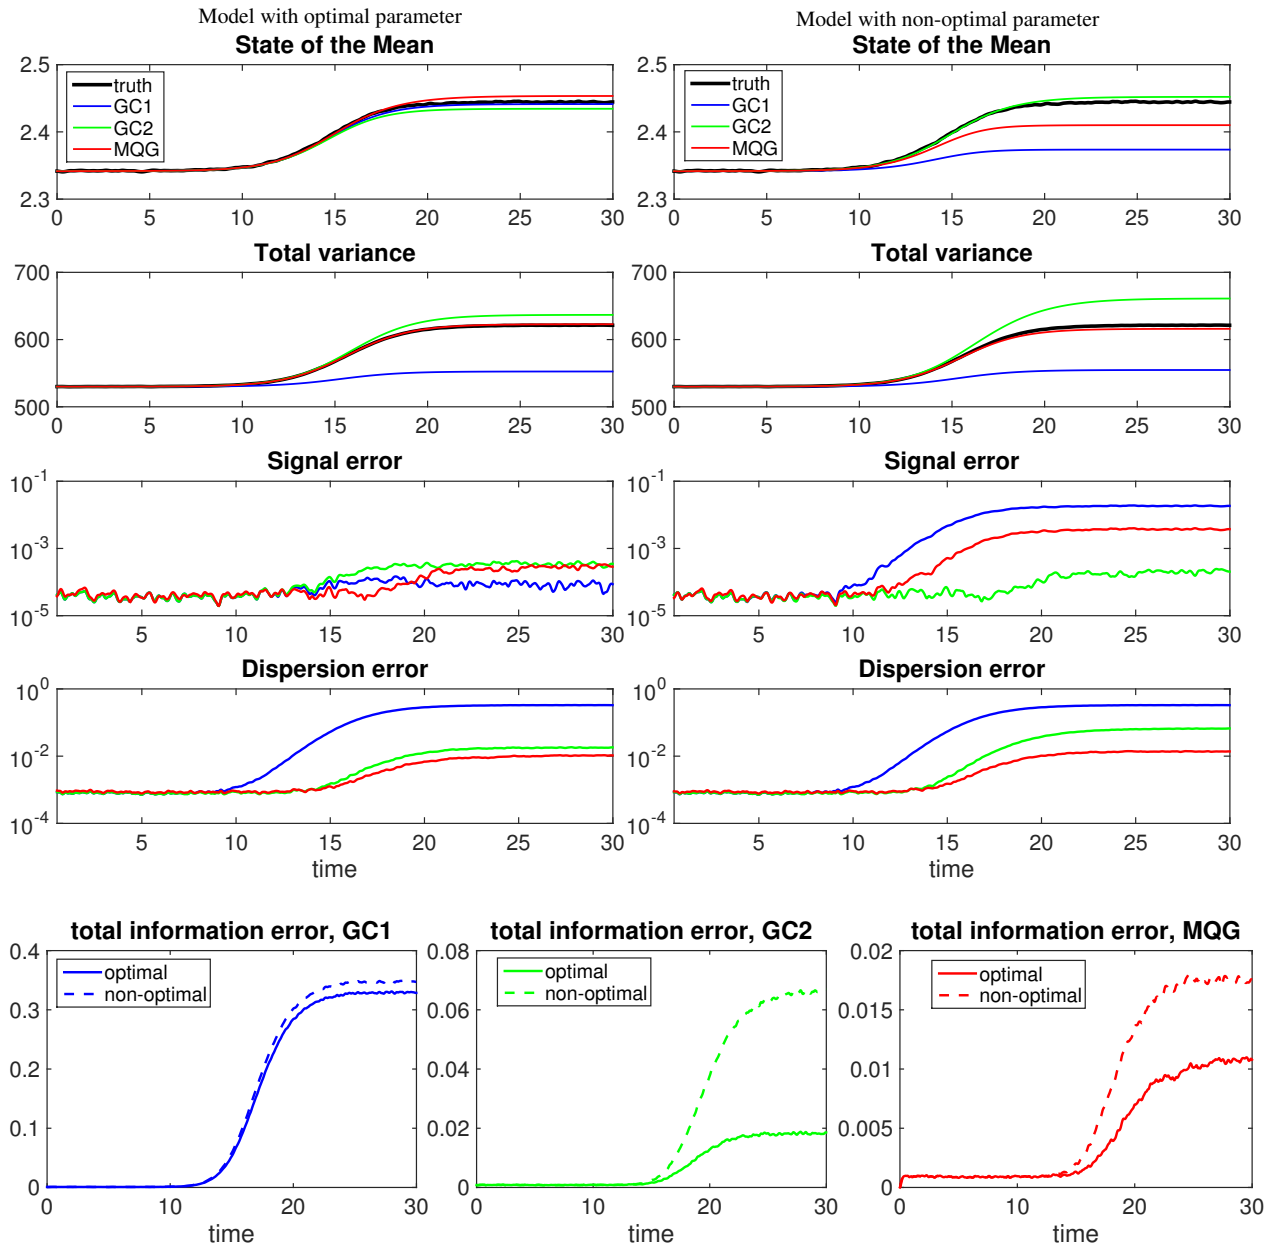 Model with optimal parameter
Model with non-optimal parameter
State of the Mean
State of the Mean
2.5
2.4
2.3
truth
GC1
GC2
MQG
0 5 10 15 20 25 30
2.5
2.4
2.3
truth
GC1
GC2
MQG
0 5 10 15 20 25 30
Total variance
700
600
500
0 5 10 15 20 25 30
Total variance
700
600
500
0 5 10 15 20 25 30
Signal error
10^-1
10^-3
10^-5
5 10 15 20 25 30
Signal error
10^-1
10^-3
10^-5
5 10 15 20 25 30
Dispersion error
10^0
10^-2
10^-4
5 10 15 20 25 30
time
Dispersion error
10^0
10^-2
10^-4
5 10 15 20 25 30
time
total information error, GC1
0.4
0.3
0.2
0.1
0
optimal
non-optimal
0 10 20 30
time
total information error, GC2
0.08
0.06
0.04
0.02
0
optimal
non-optimal
0 10 20 30
time
total information error, MQG
0.02
0.015
0.01
0.005
0
optimal
non-optimal
0 10 20 30
time